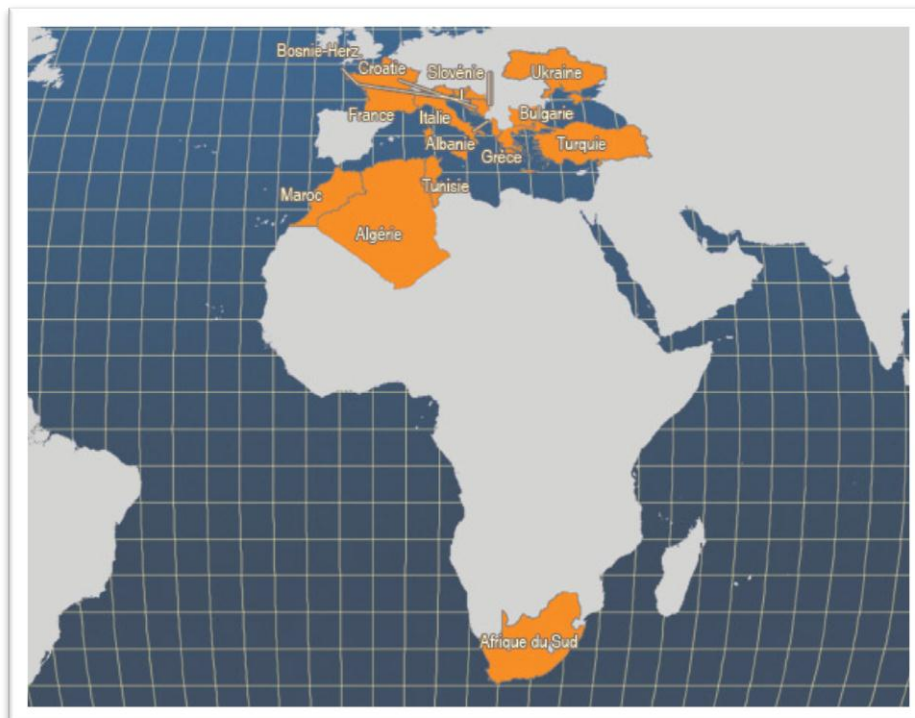 Bosnie-Herz.
Croatie
Slovénie
Ukraine
France
Italie
Bulgarie
Albanie
Grèce
Turquie
Maroc
Tunisie
Algérie
Afrique du Sud